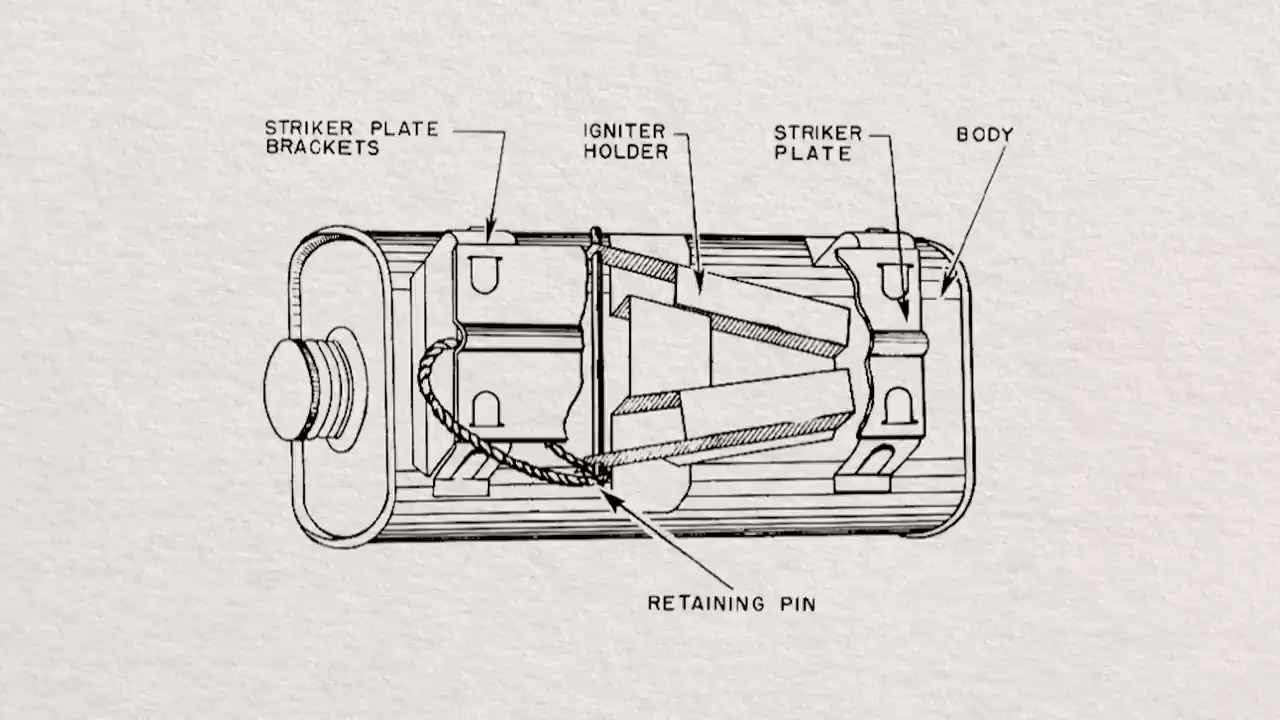 STRIKER PLATE
BRACKETS
IGNITER
HOLDER
STRIKER
PLATE
BODY
RETAINING PIN